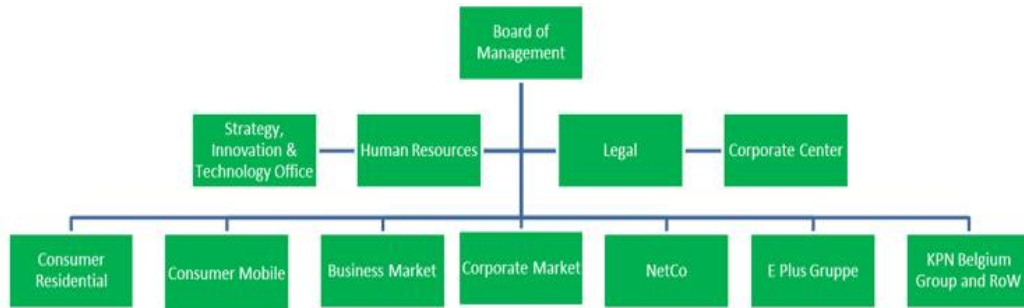 Board of
Management
Strategy,
Innovation &
Technology Office
Human Resources
Legal
Corporate Center
Consumer
Residential
Consumer Mobile
Business Market
Corporate Market
NetCo
E Plus Gruppe
KPN Belgium
Group and RoW